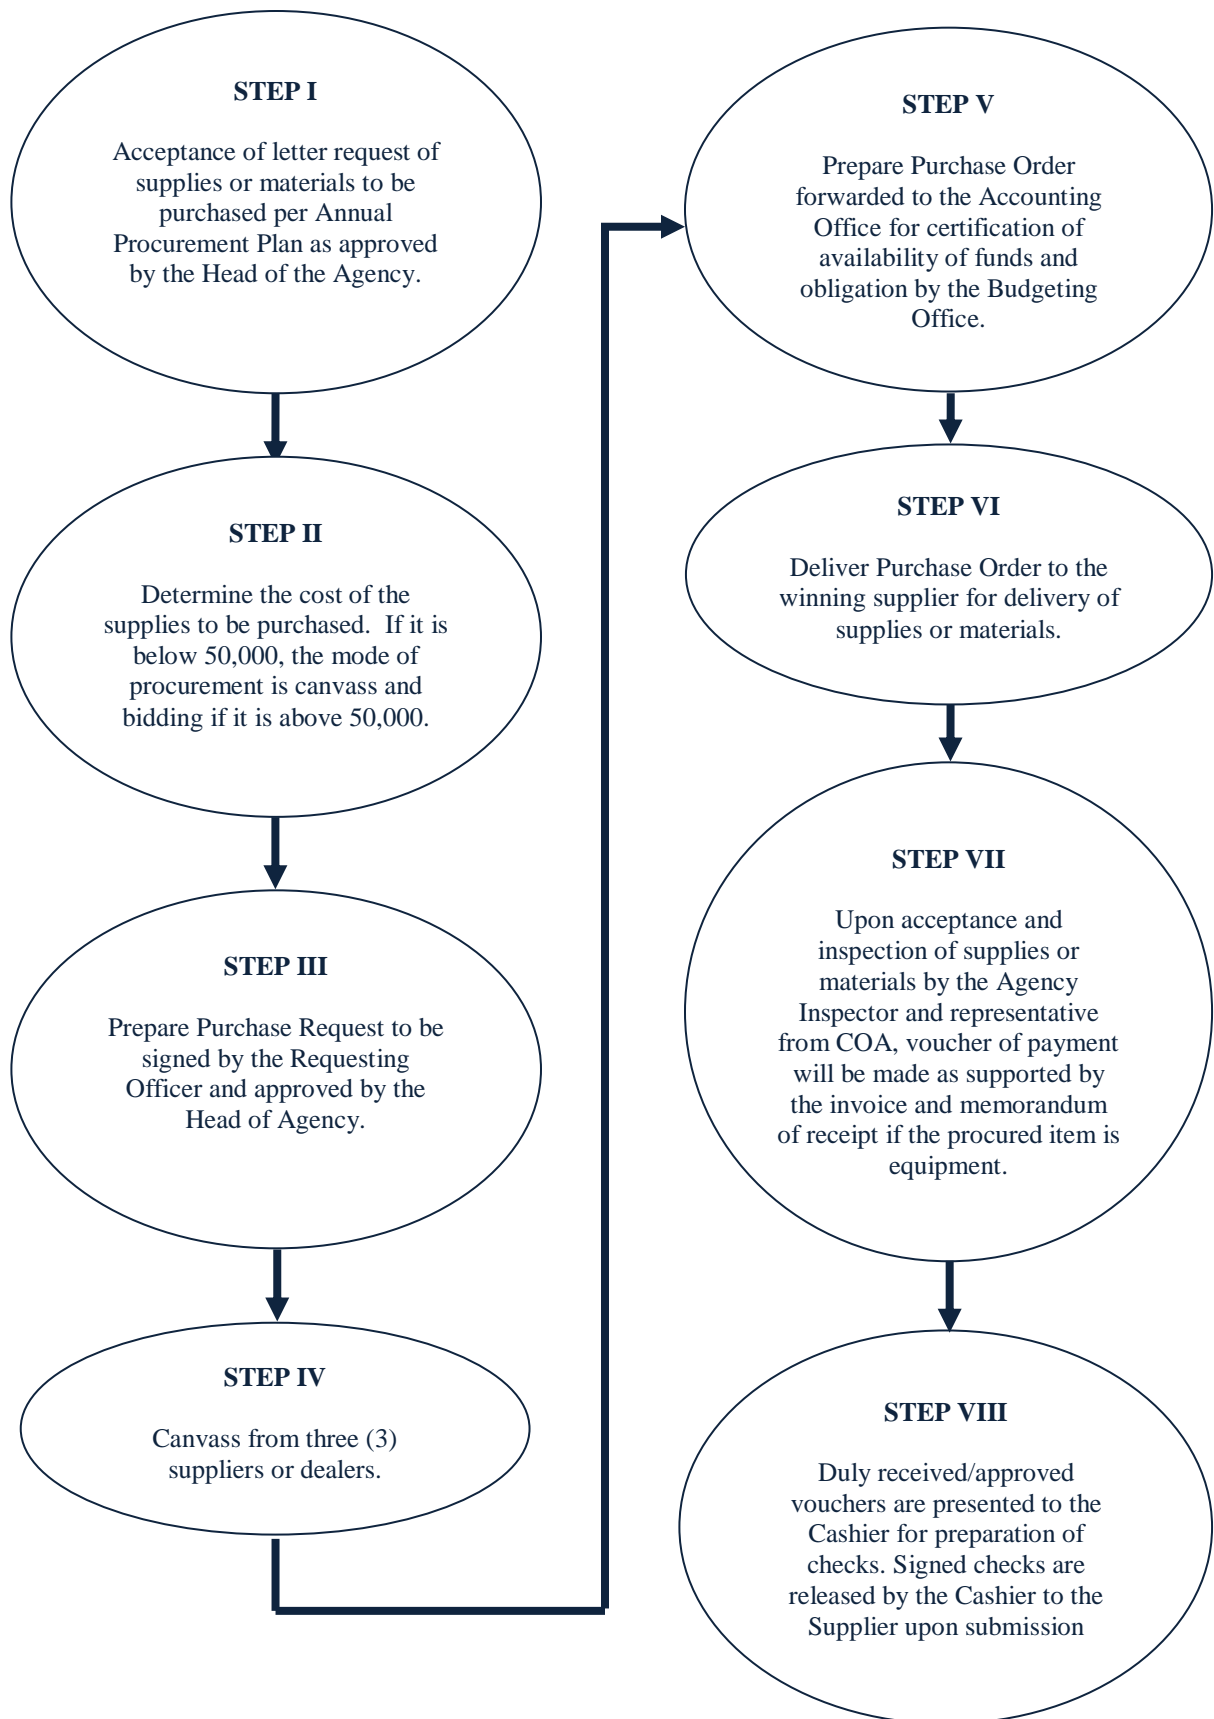 STEP I
Acceptance of letter request of
supplies or materials to be
purchased per Annual
Procurement Plan as approved
by the Head of the Agency.
STEP II
Determine the cost of the
supplies to be purchased.  If it is
below 50,000, the mode of
procurement is canvass and
bidding if it is above 50,000.
STEP III
Prepare Purchase Request to be
signed by the Requesting
Officer and approved by the
Head of Agency.
STEP IV
Canvass from three (3)
suppliers or dealers.
STEP V
Prepare Purchase Order
forwarded to the Accounting
Office for certification of
availability of funds and
obligation by the Budgeting
Office.
STEP VI
Deliver Purchase Order to the
winning supplier for delivery of
supplies or materials.
STEP VII
Upon acceptance and
inspection of supplies or
materials by the Agency
Inspector and representative
from COA, voucher of payment
will be made as supported by
the invoice and memorandum
of receipt if the procured item is
equipment.
STEP VIII
Duly received/approved
vouchers are presented to the
Cashier for preparation of
checks. Signed checks are
released by the Cashier to the
Supplier upon submission